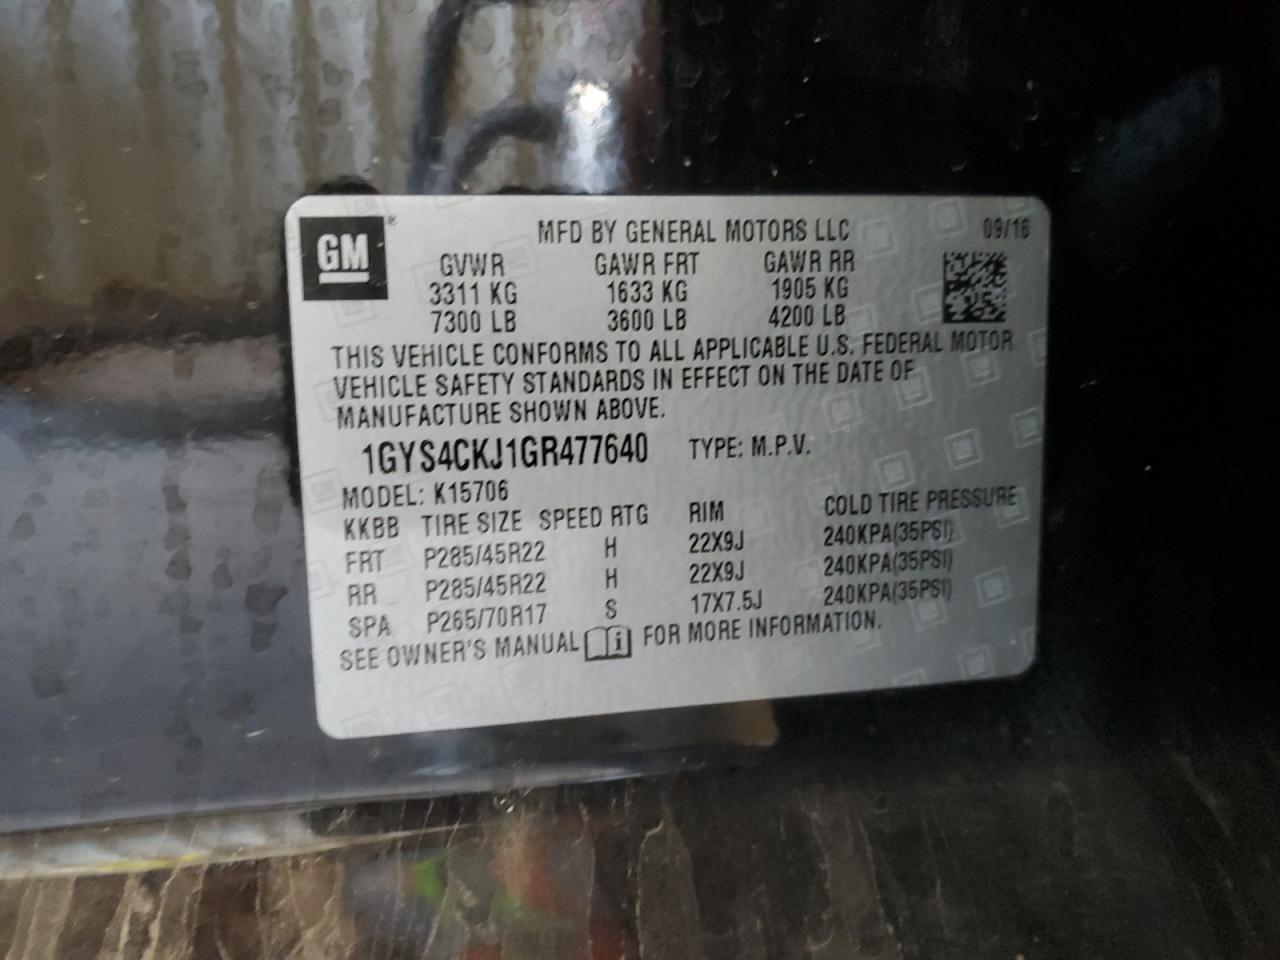 GM®
MFD BY GENERAL MOTORS LLC 09/16
GVWR GAWR FRT GAWR RR
3311 KG 1633 KG 1905 KG
7300 LB 3600 LB 4200 LB
THIS VEHICLE CONFORMS TO ALL APPLICABLE U.S. FEDERAL MOTOR
VEHICLE SAFETY STANDARDS IN EFFECT ON THE DATE OF
MANUFACTURE SHOWN ABOVE.
1GYS4CKJ1GR477640 TYPE: M.P.V.
MODEL: K15706
KKBB TIRE SIZE SPEED RTG RIM COLD TIRE PRESSURE
FRT P285/45R22 H 22X9J 240KPA(35PSI)
RR P285/45R22 H 22X9J 240KPA(35PSI)
SPA P265/70R17 S 17X7.5J 240KPA(35PSI)
SEE OWNER'S MANUAL i FOR MORE INFORMATION.